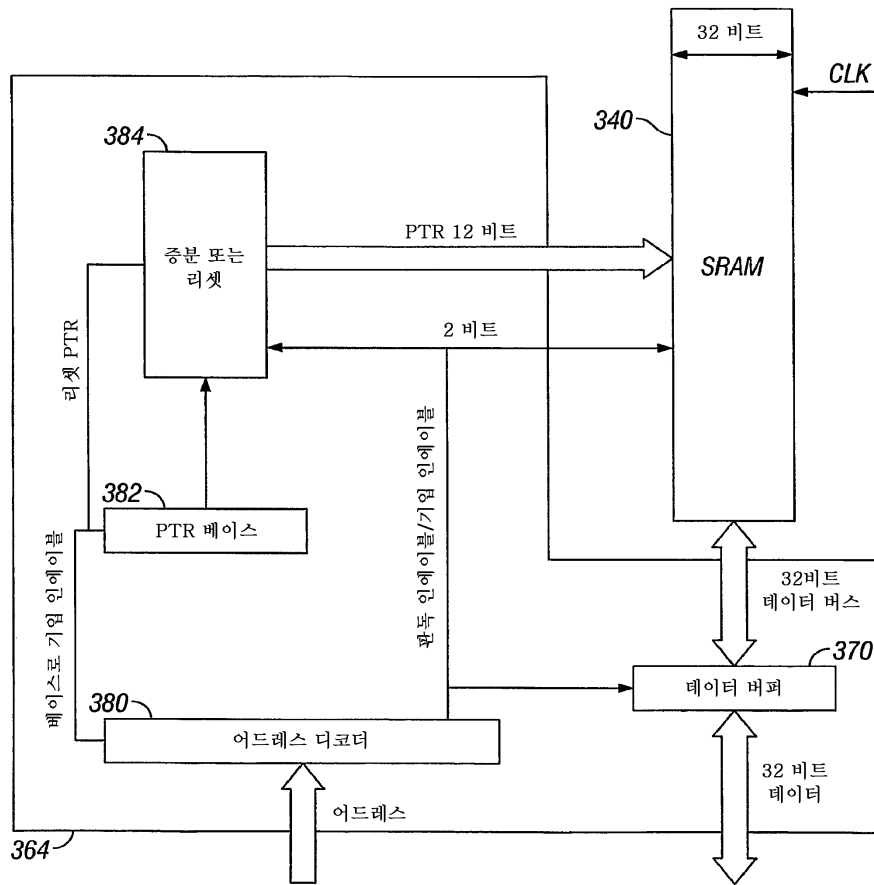 32 비트
CLK
340
384
증분 또는
리셋
PTR 12 비트
SRAM
2 비트
리셋 PTR
판독 인에이블/기입 인에이블
382
PTR 베이스
베이스로 기입 인에이블
32비트
데이터 버스
370
데이터 버퍼
380
어드레스 디코더
32 비트
데이터
어드레스
364